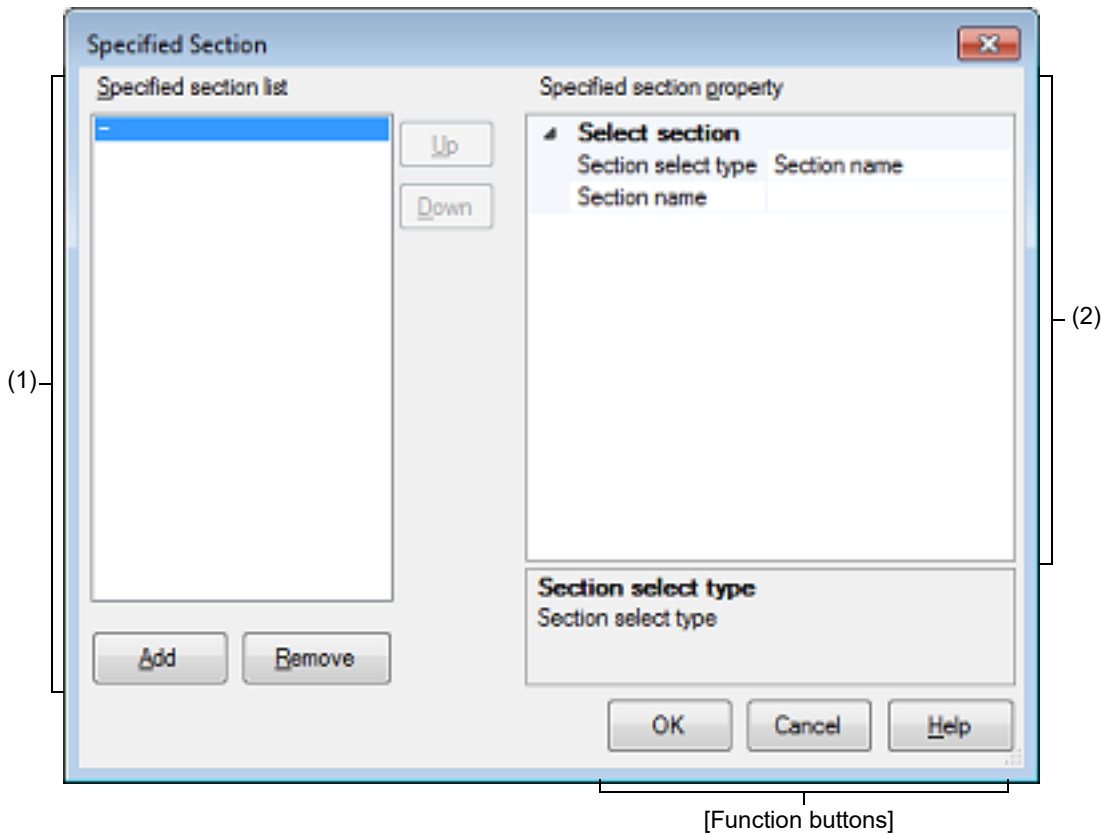 Specified Section
Specified section list
Specified section property
–
Up
Down
Select section
Section select type Section name
Section name
(1)
(2)
Section select type
Section select type
Add Remove
OK Cancel Help
[Function buttons]